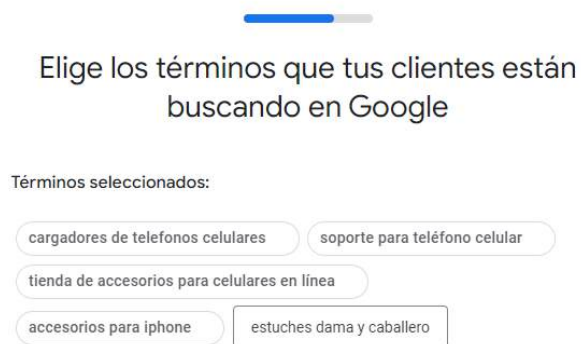 Elige los términos que tus clientes están
buscando en Google
Términos seleccionados:
cargadores de telefonos celulares
soporte para teléfono celular
tienda de accesorios para celulares en línea
accesorios para iphone
estuches dama y caballero